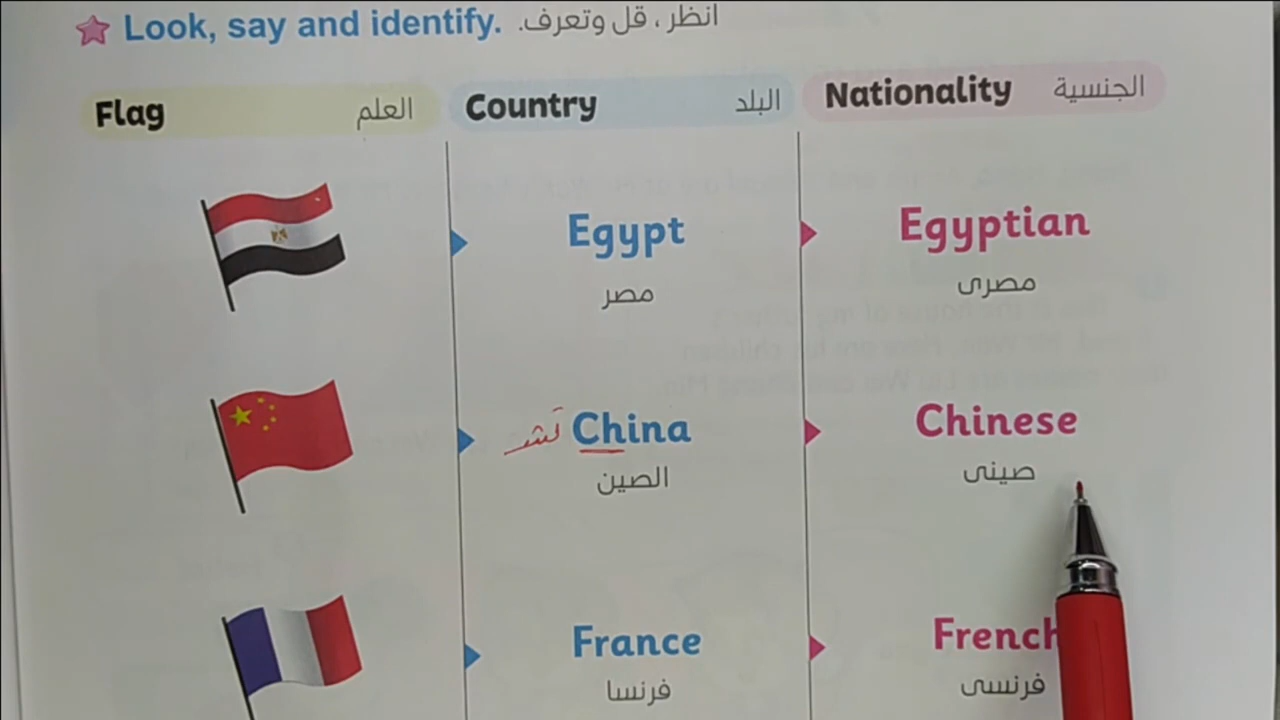 Look, say and identify. انظر ، قل وتعرف.
Flag العلم Country البلد Nationality الجنسية
Egypt Egyptian
مصر مصرى
تش China Chinese
الصين صينى
France French
فرنسا فرنسى